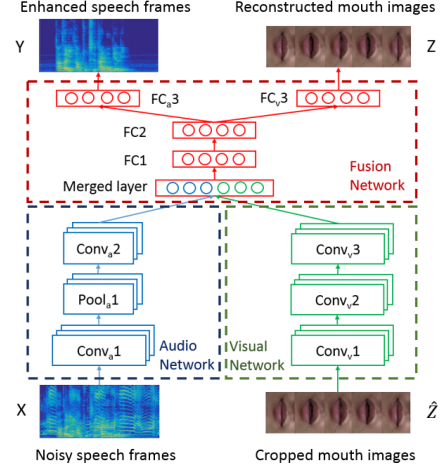 Enhanced speech frames
Reconstructed mouth images
Y
Z
FCa3
FCv3
FC2
FC1
Merged layer
Fusion
Network
Conva2
Convv3
Poola1
Convv2
Conva1
Audio
Network
Visual
Network
Convv1
X
Ẑ
Noisy speech frames
Cropped mouth images